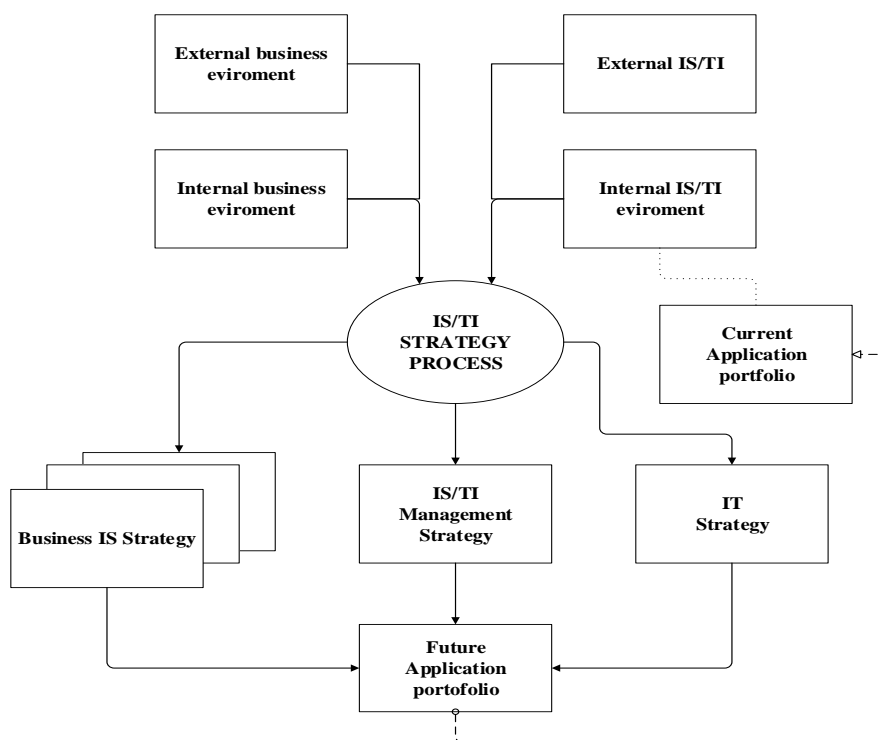 External business
eviroment
External IS/TI
Internal business
eviroment
Internal IS/TI
eviroment
IS/TI
STRATEGY
PROCESS
Current
Application
portfolio
Business IS Strategy
IS/TI
Management
Strategy
IT
Strategy
Future
Application
portofolio